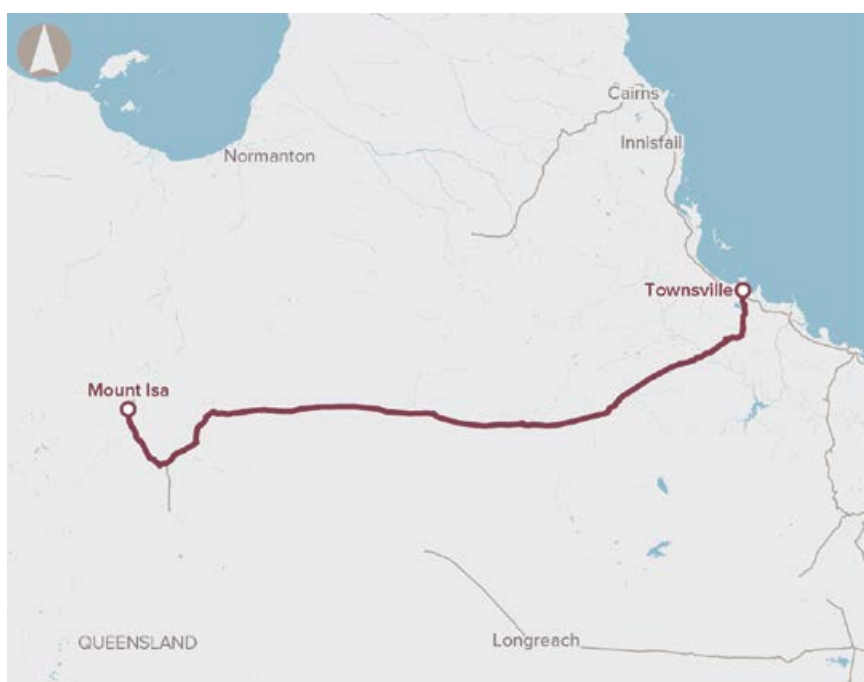 Cairns
Innisfail
Normanton
Townsville
Mount Isa
QUEENSLAND
Longreach